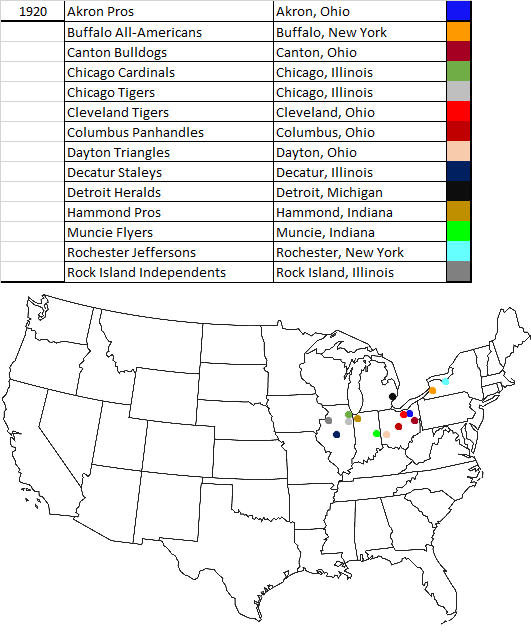 1920 Akron Pros Akron, Ohio
Buffalo All-Americans Buffalo, New York
Canton Bulldogs Canton, Ohio
Chicago Cardinals Chicago, Illinois
Chicago Tigers Chicago, Illinois
Cleveland Tigers Cleveland, Ohio
Columbus Panhandles Columbus, Ohio
Dayton Triangles Dayton, Ohio
Decatur Staleys Decatur, Illinois
Detroit Heralds Detroit, Michigan
Hammond Pros Hammond, Indiana
Muncie Flyers Muncie, Indiana
Rochester Jeffersons Rochester, New York
Rock Island Independents Rock Island, Illinois